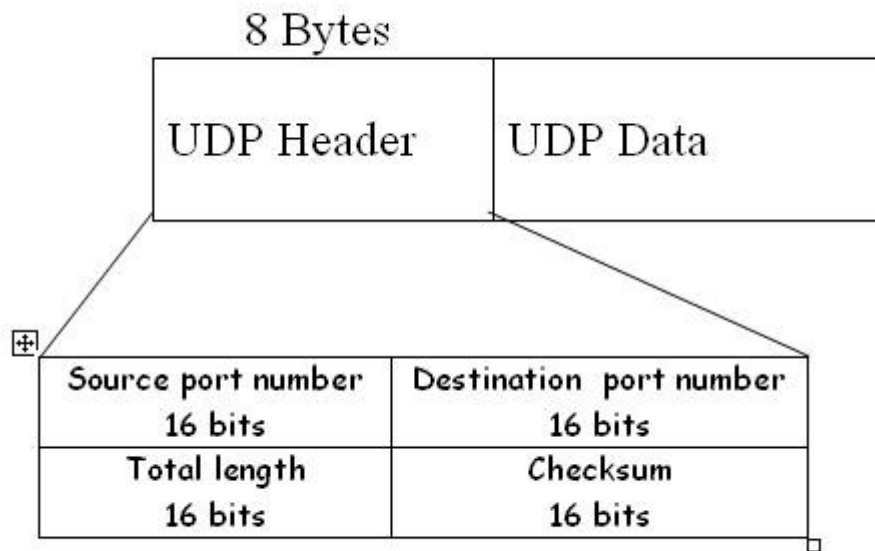 8 Bytes
UDP Header
UDP Data
Source port number
16 bits
Destination port number
16 bits
Total length
16 bits
Checksum
16 bits